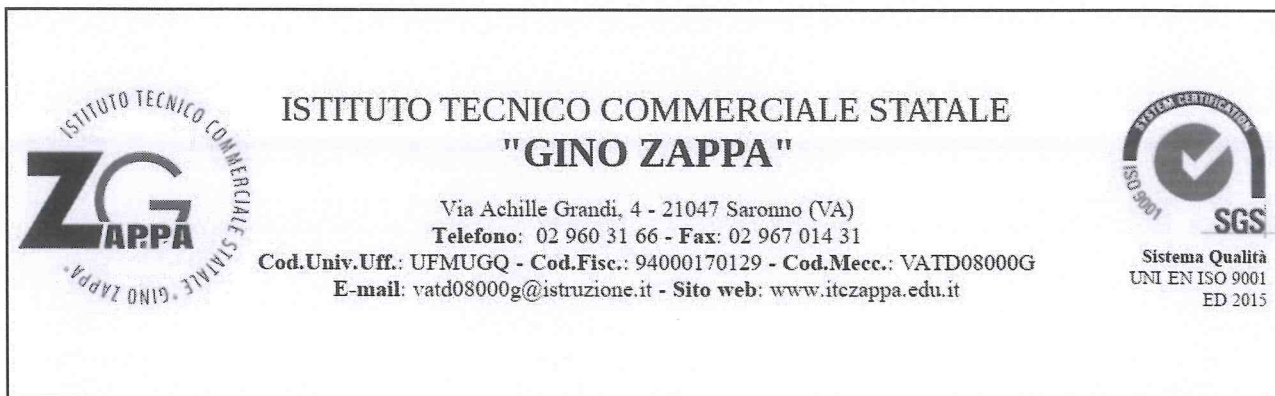 ISTITUTO TECNICO COMMERCIALE STATALE "GINO ZAPPA"
ZG
APPA
ISTITUTO TECNICO COMMERCIALE STATALE
"GINO ZAPPA"
Via Achille Grandi, 4 - 21047 Saronno (VA)
Telefono: 02 960 31 66 - Fax: 02 967 014 31
Cod.Univ.Uff.: UFMUGQ - Cod.Fisc.: 94000170129 - Cod.Mecc.: VATD08000G
E-mail: vatd08000g@istruzione.it - Sito web: www.itczappa.edu.it
SYSTEM CERTIFICATION
ISO 9001
SGS
Sistema Qualità
UNI EN ISO 9001
ED 2015